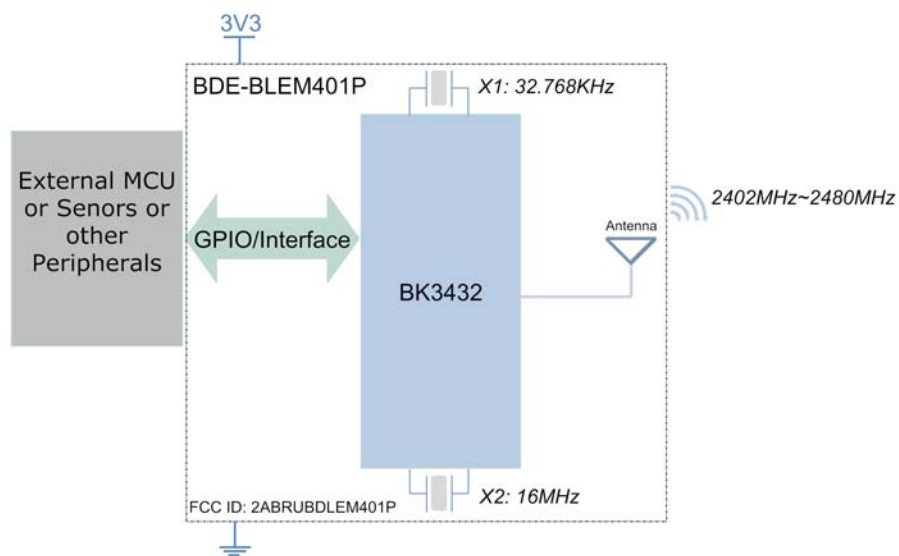 3V3
BDE-BLEM401P
X1: 32.768KHz
External MCU
or Senors or
other
Peripherals
GPIO/Interface
2402MHz~2480MHz
Antenna
BK3432
X2: 16MHz
FCC ID: 2ABRUBDLEM401P